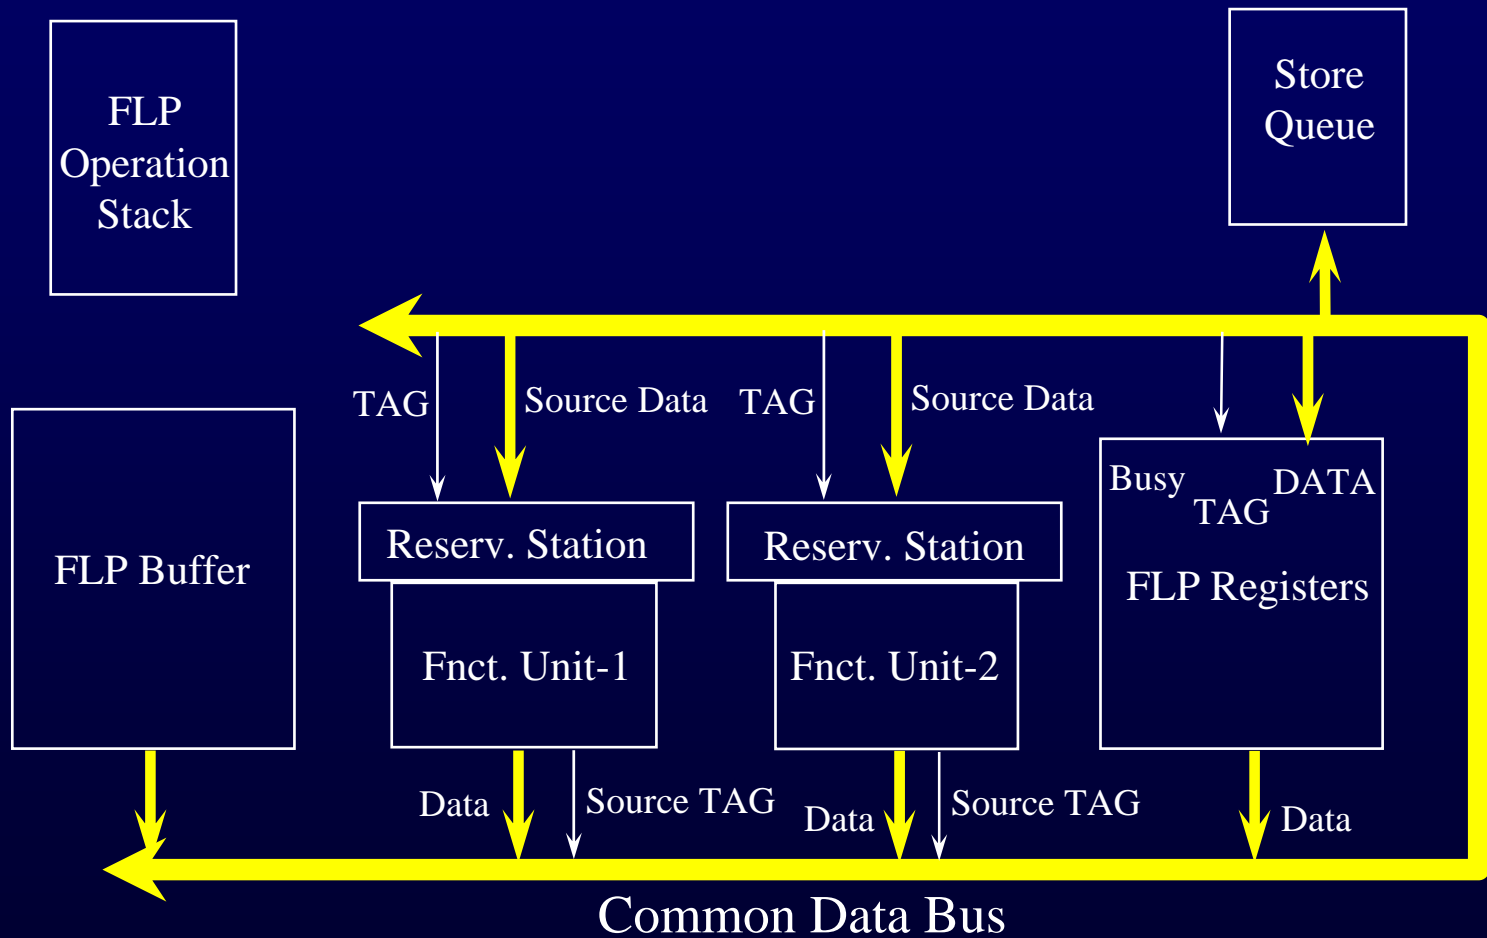 FLP
Operation
Stack
Store
Queue
TAG
Source Data
TAG
Source Data
Busy
TAG
DATA
FLP Registers
FLP Buffer
Reserv. Station
Reserv. Station
Fnct. Unit-1
Fnct. Unit-2
Data
Source TAG
Data
Source TAG
Data
Common Data Bus